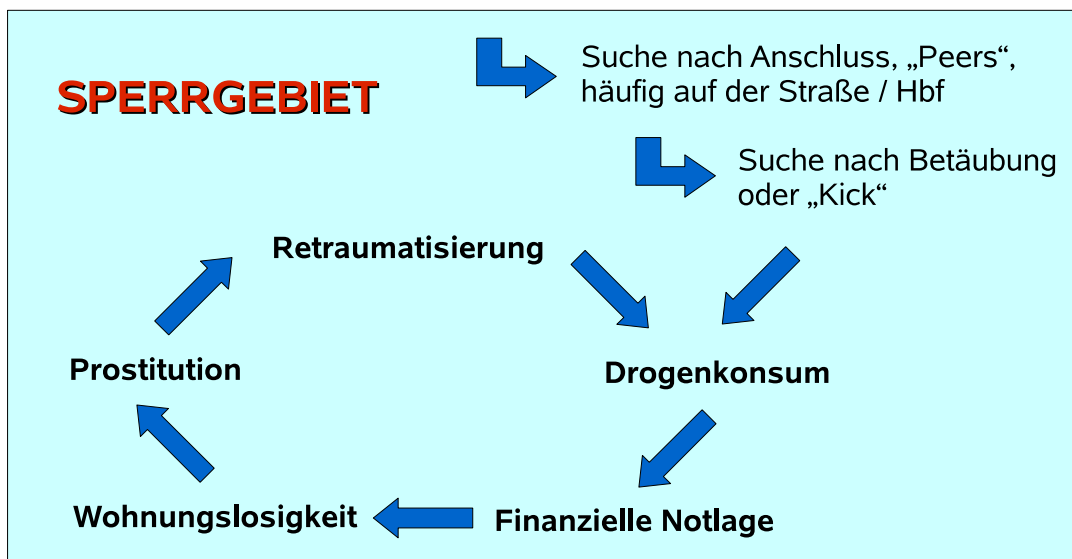 SPERRGEBIET
Suche nach Anschluss, „Peers“,
häufig auf der Straße / Hbf
Suche nach Betäubung
oder „Kick“
Retraumatisierung
Prostitution
Drogenkonsum
Wohnungslosigkeit
Finanzielle Notlage